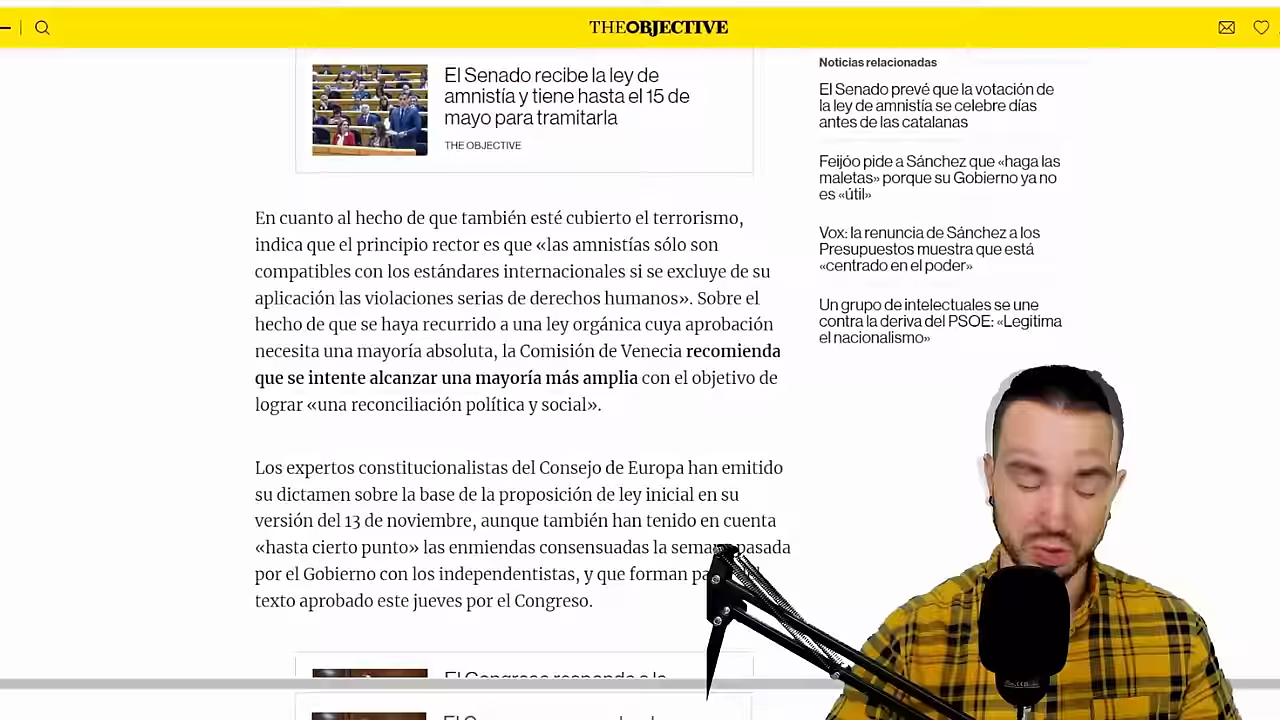 THEOBJECTIVE
El Senado recibe la ley de
amnistía y tiene hasta el 15 de
mayo para tramitarla
THE OBJECTIVE
En cuanto al hecho de que también esté cubierto el terrorismo,
indica que el principio rector es que «las amnistías sólo son
compatibles con los estándares internacionales si se excluye de su
aplicación las violaciones serias de derechos humanos». Sobre el
hecho de que se haya recurrido a una ley orgánica cuya aprobación
necesita una mayoría absoluta, la Comisión de Venecia recomienda
que se intente alcanzar una mayoría más amplia con el objetivo de
lograr «una reconciliación política y social».
Los expertos constitucionalistas del Consejo de Europa han emitido
su dictamen sobre la base de la proposición de ley inicial en su
versión del 13 de noviembre, aunque también han tenido en cuenta
«hasta cierto punto» las enmiendas consensuadas la semana pasada
por el Gobierno con los independentistas, y que forman
texto aprobado este jueves por el Congreso.
El Congreso responde a la
Noticias relacionadas
El Senado prevé que la votación de
la ley de amnistía se celebre días
antes de las catalanas
Feijóo pide a Sánchez que «haga las
maletas» porque su Gobierno ya no
es «útil»
Vox: la renuncia de Sánchez a los
Presupuestos muestra que está
«centrado en el poder»
Un grupo de intelectuales se une
contra la deriva del PSOE: «Legitima
el nacionalismo»